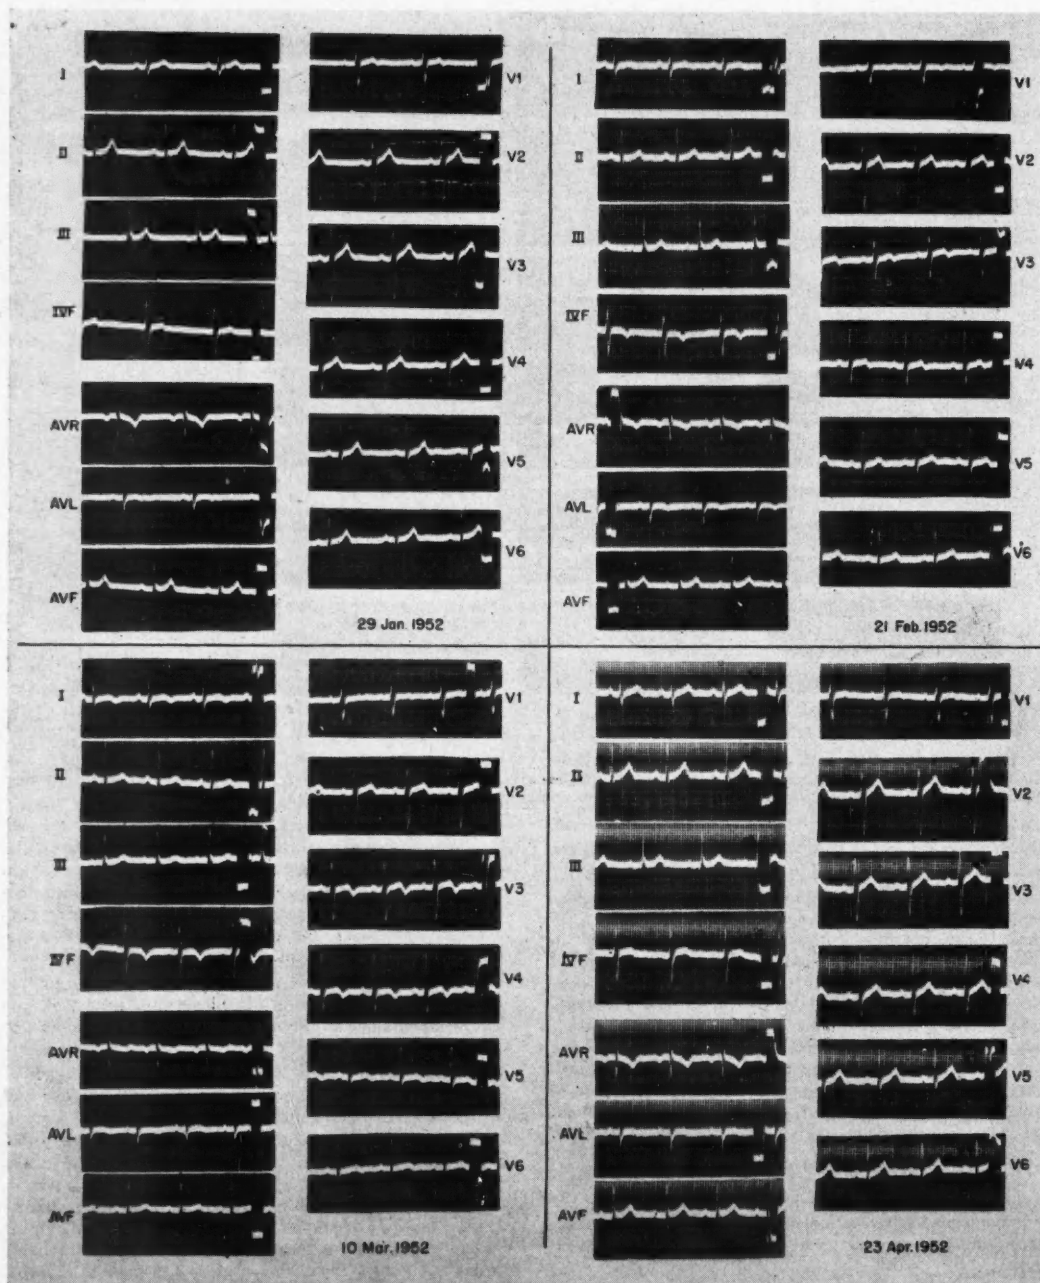 I
II
III
IVF
AVR
AVL
AVF
V1
V2
V3
V4
V5
V6
29 Jan. 1952
I
II
III
IVF
AVR
AVL
AVF
V1
V2
V3
V4
V5
V6
21 Feb. 1952
I
II
III
IVF
AVR
AVL
AVF
V1
V2
V3
V4
V5
V6
10 Mar. 1952
I
II
III
IVF
AVR
AVL
AVF
V1
V2
V3
V4
V5
V6
23 Apr. 1952